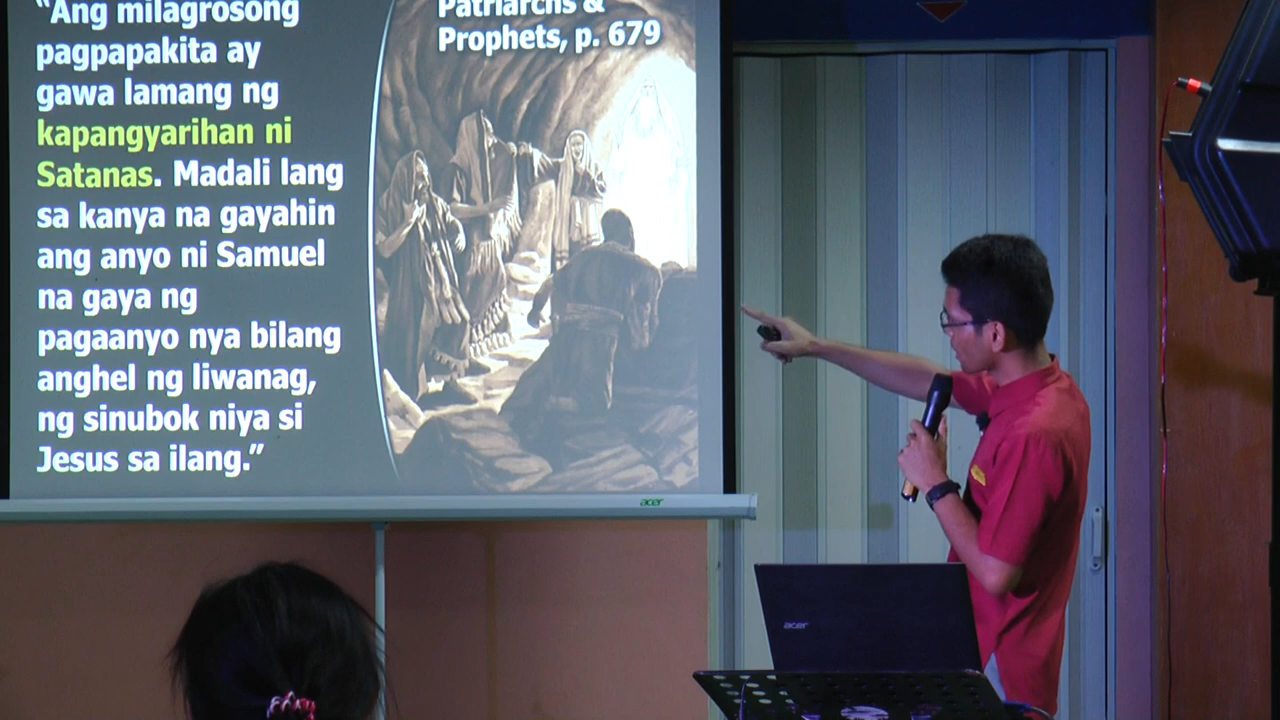 “Ang milagrosong
pagpapakita ay
gawa lamang ng
kapangyarihan ni
Satanas. Madali lang
sa kanya na gayahin
ang anyo ni Samuel
na gaya ng
pagaanyo nya bilang
anghel ng liwanag,
ng sinubok niya si
Jesus sa ilang.”
Patriarchs &
Prophets, p. 679
acer
acer